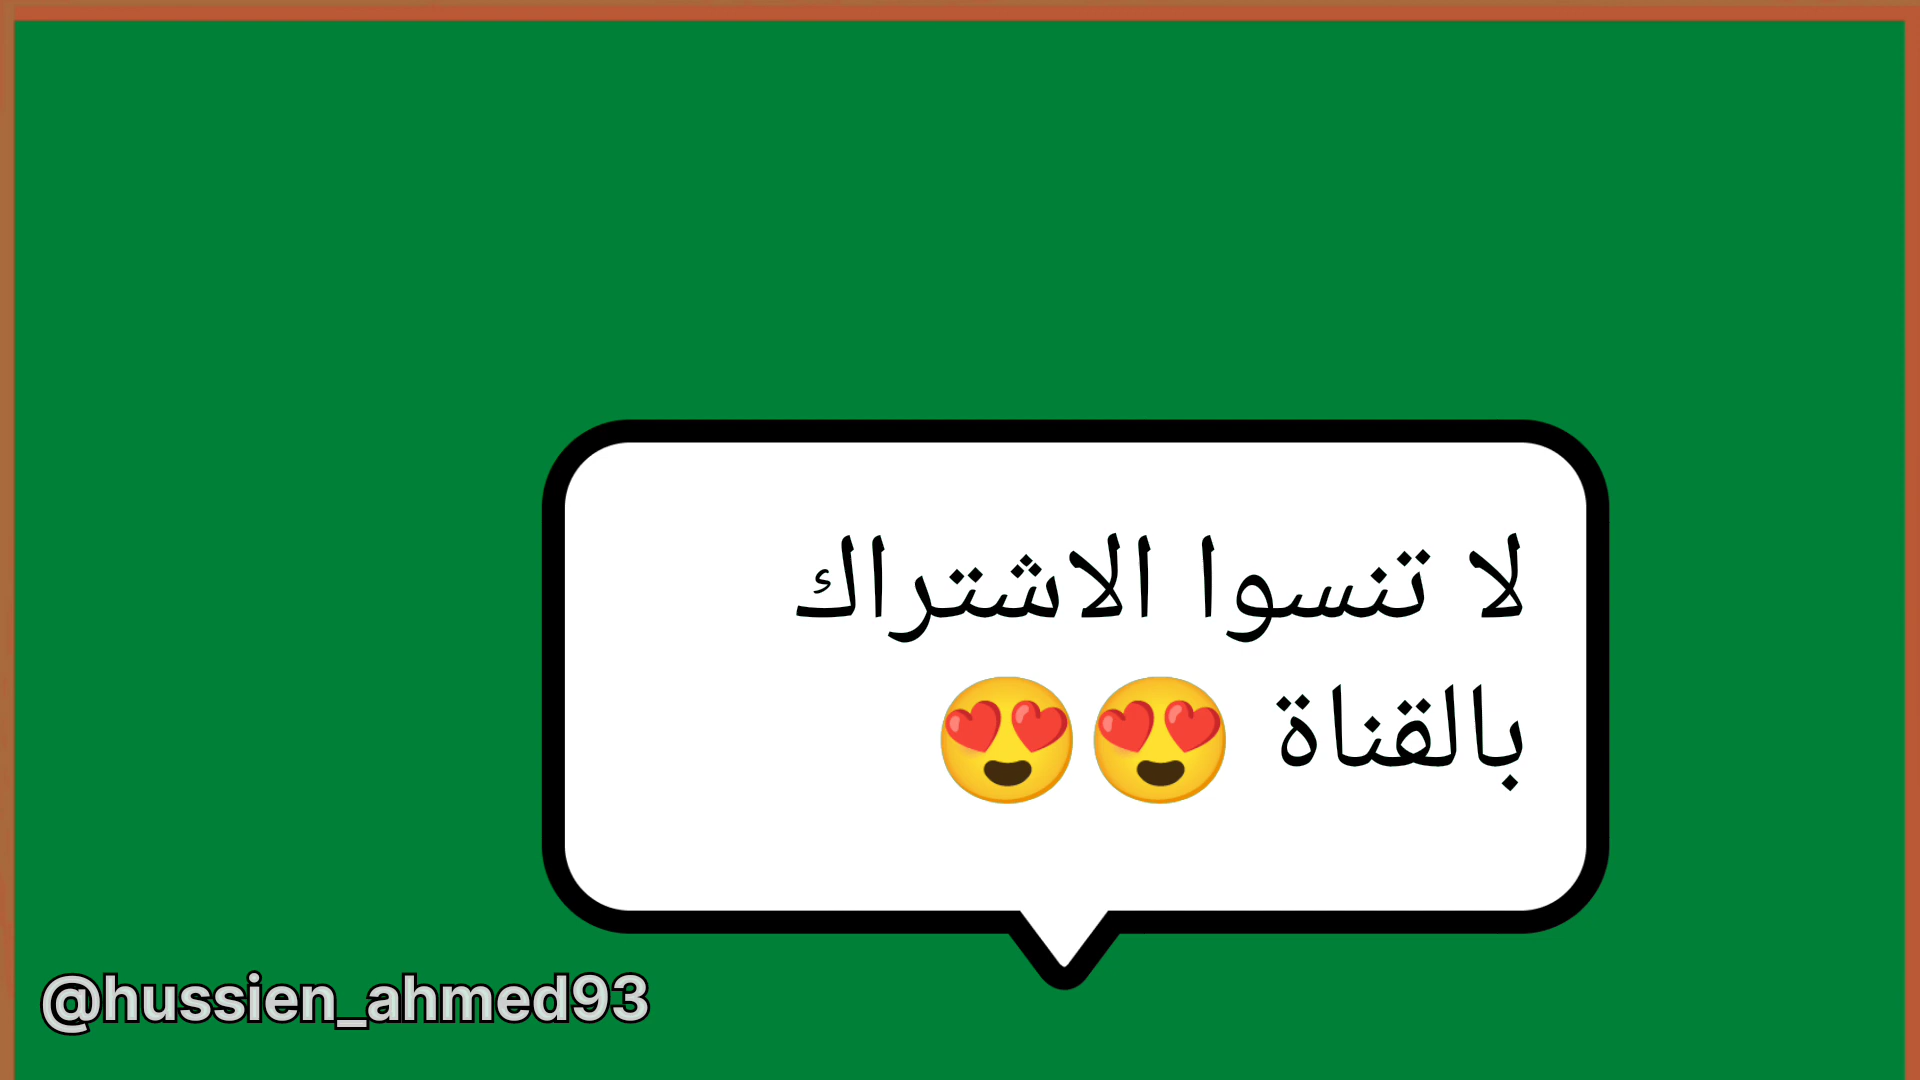 لا تنسوا الاشتراك
بالقناة 😍😍
@hussien_ahmed93